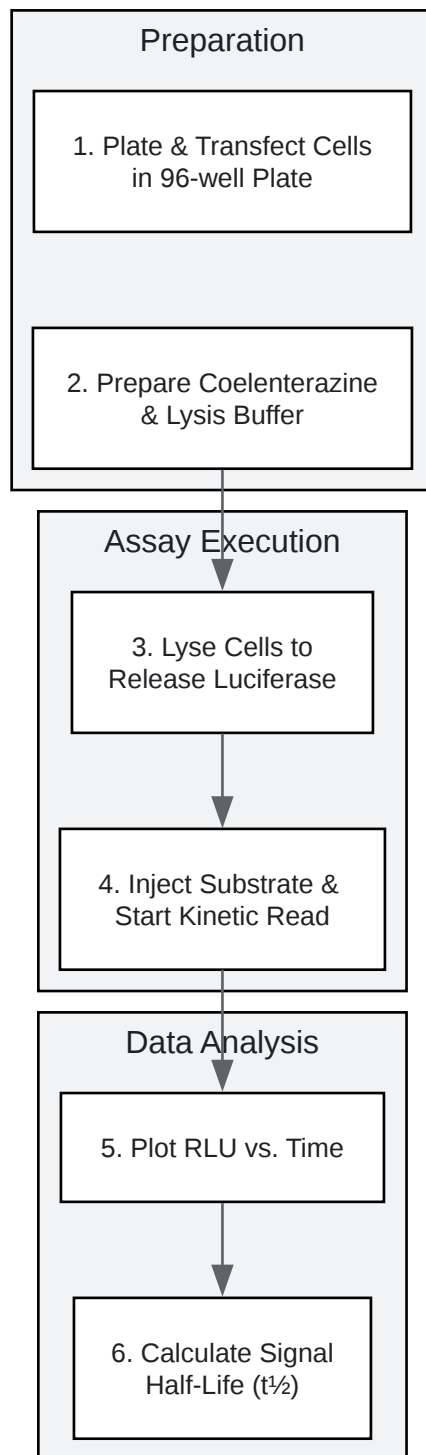 Preparation
1. Plate & Transfect Cells
in 96-well Plate
2. Prepare Coelenterazine
& Lysis Buffer
Assay Execution
3. Lyse Cells to
Release Luciferase
4. Inject Substrate &
Start Kinetic Read
Data Analysis
5. Plot RLU vs. Time
6. Calculate Signal
Half-Life (t½)